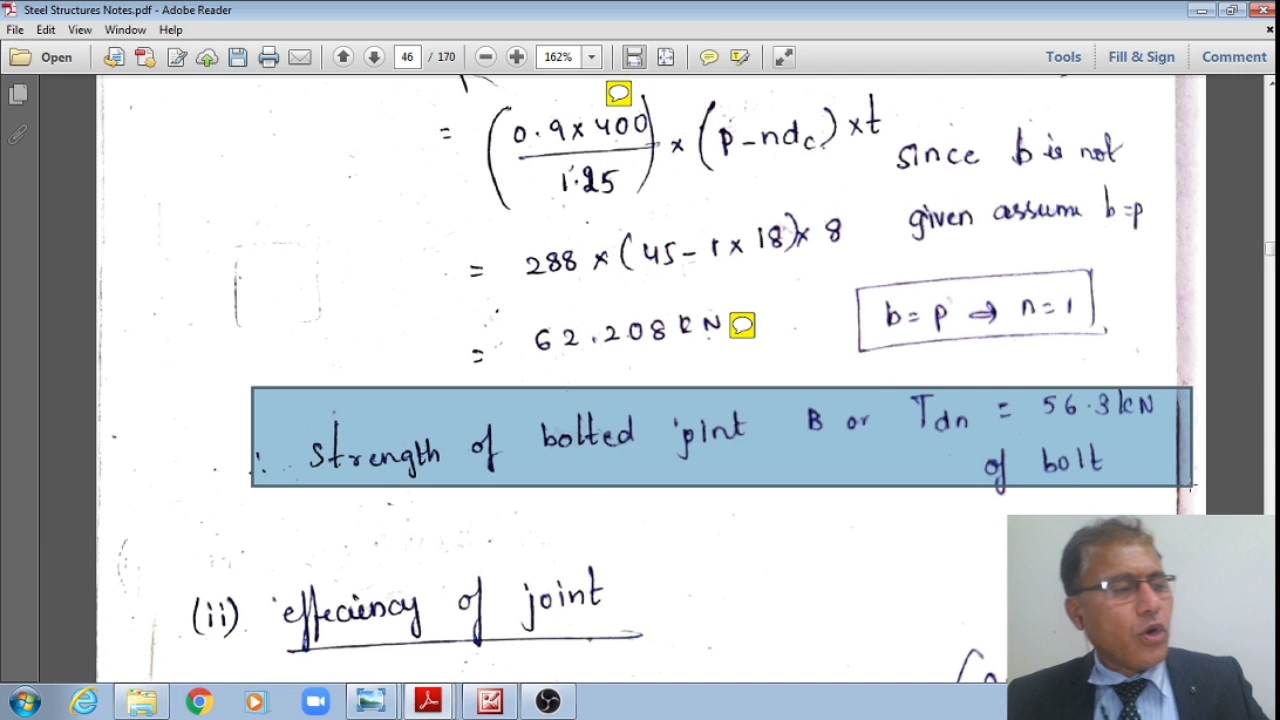 Steel Structures Notes.pdf - Adobe Reader
File Edit View Window Help
Open 46 / 170 162% Tools Fill & Sign Comment
= (0.9 x 400 / 1.25) x (p - ndc) x t since b is not
given assume b=p
= 288 x (45 - 1 x 18) x 8
b = p ⇒ n = 1
= 62.208 kN
∴ strength of bolted joint B or Tdn = 56.3 kN
of bolt
(ii) effeciency of joint